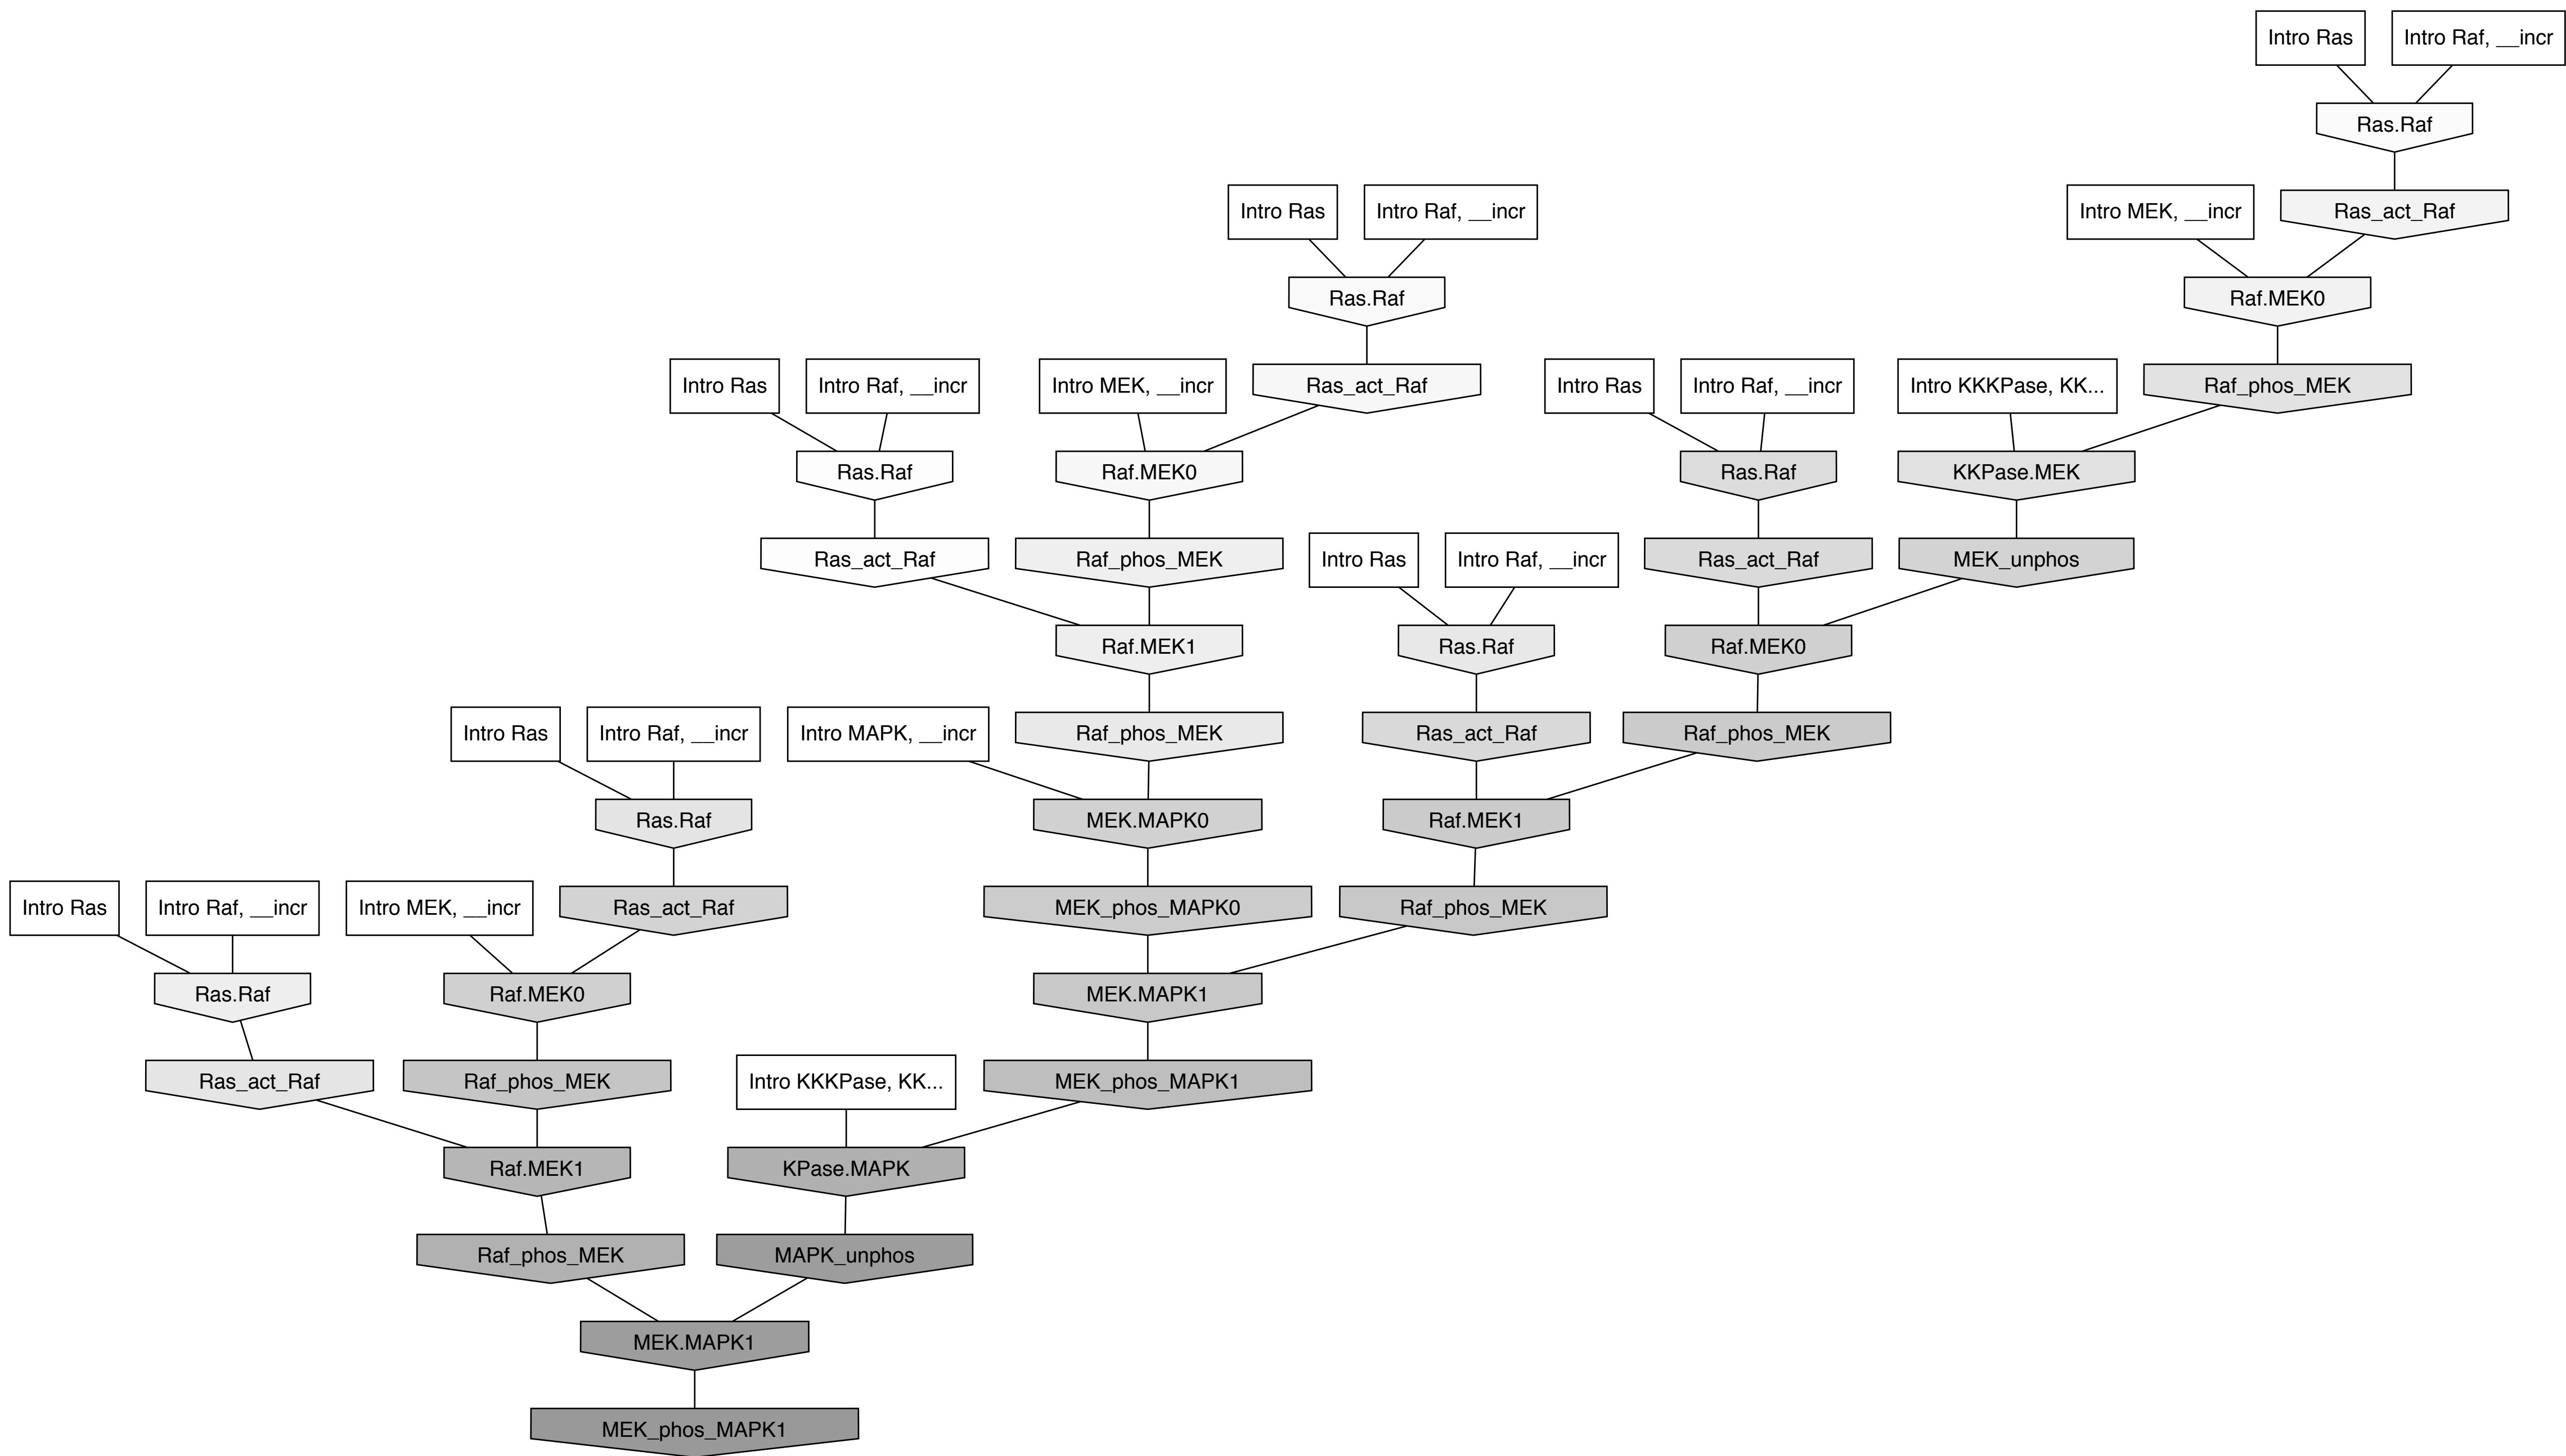 Intro Ras
Intro Raf, __incr
Ras.Raf
Intro Ras
Intro Raf, __incr
Intro MEK, __incr
Ras_act_Raf
Ras.Raf
Raf.MEK0
Intro Ras
Intro Raf, __incr
Intro MEK, __incr
Ras_act_Raf
Intro Ras
Intro Raf, __incr
Intro KKKPase, KK...
Raf_phos_MEK
Ras.Raf
Raf.MEK0
Ras.Raf
KKPase.MEK
Ras_act_Raf
Raf_phos_MEK
Intro Ras
Intro Raf, __incr
Ras_act_Raf
MEK_unphos
Raf.MEK1
Ras.Raf
Raf.MEK0
Intro Ras
Intro Raf, __incr
Intro MAPK, __incr
Raf_phos_MEK
Ras_act_Raf
Raf_phos_MEK
Ras.Raf
MEK.MAPK0
Raf.MEK1
Intro Ras
Intro Raf, __incr
Intro MEK, __incr
Ras_act_Raf
MEK_phos_MAPK0
Raf_phos_MEK
Ras.Raf
Raf.MEK0
MEK.MAPK1
Ras_act_Raf
Raf_phos_MEK
Intro KKKPase, KK...
MEK_phos_MAPK1
Raf.MEK1
KPase.MAPK
Raf_phos_MEK
MAPK_unphos
MEK.MAPK1
MEK_phos_MAPK1